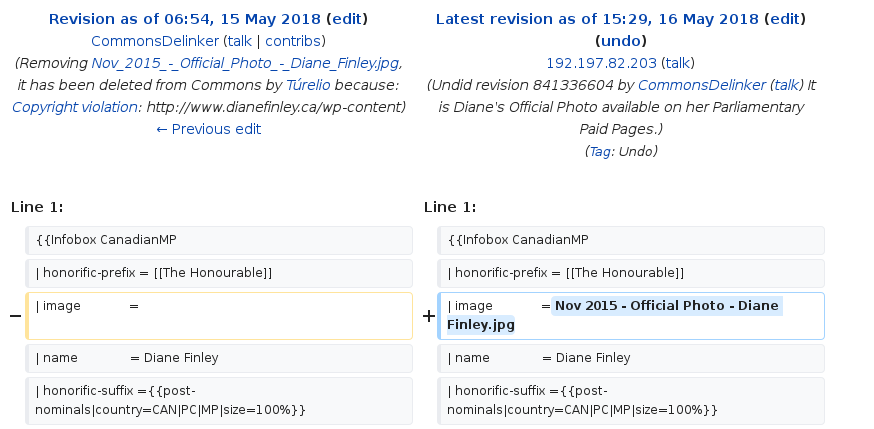 Revision as of 06:54, 15 May 2018 (edit)
CommonsDelinker (talk | contribs)
(Removing Nov_2015_-_Official_Photo_-_Diane_Finley.jpg,
it has been deleted from Commons by Túrelio because:
Copyright violation: http://www.dianefinley.ca/wp-content)
← Previous edit
Latest revision as of 15:29, 16 May 2018 (edit)
(undo)
192.197.82.203 (talk)
(Undid revision 841336604 by CommonsDelinker (talk) It
is Diane's Official Photo available on her Parliamentary
Paid Pages.)
(Tag: Undo)
Line 1:
{{Infobox CanadianMP
| honorific-prefix = [[The Honourable]]
− | image =
| name = Diane Finley
| honorific-suffix ={{post-
nominals|country=CAN|PC|MP|size=100%}}
Line 1:
{{Infobox CanadianMP
| honorific-prefix = [[The Honourable]]
+ | image = Nov 2015 - Official Photo - Diane
Finley.jpg
| name = Diane Finley
| honorific-suffix ={{post-
nominals|country=CAN|PC|MP|size=100%}}